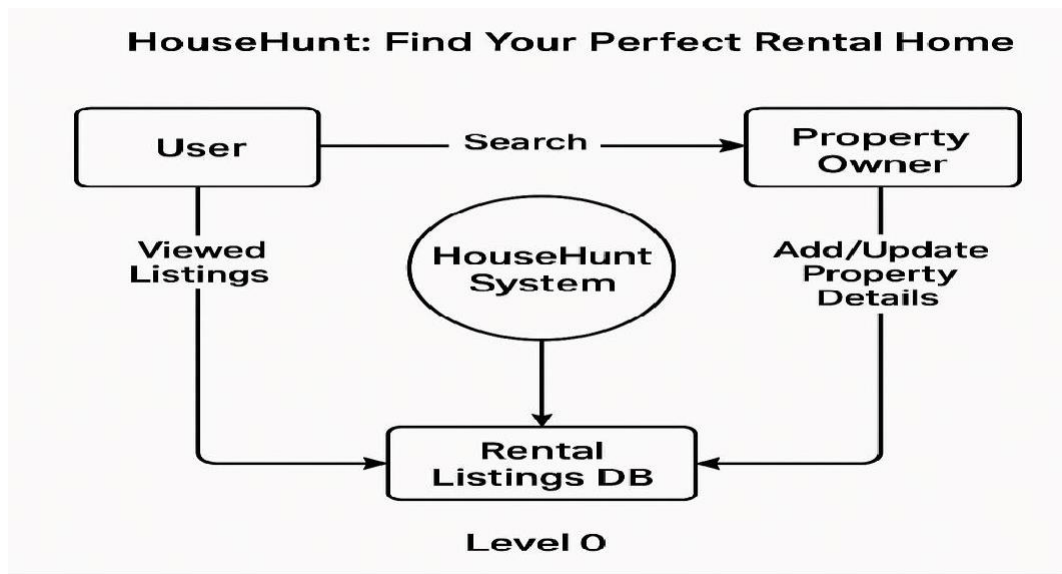 HouseHunt: Find Your Perfect Rental Home
User
Search
Property
Owner
Viewed
Listings
HouseHunt
System
Add/Update
Property
Details
Rental
Listings DB
Level 0